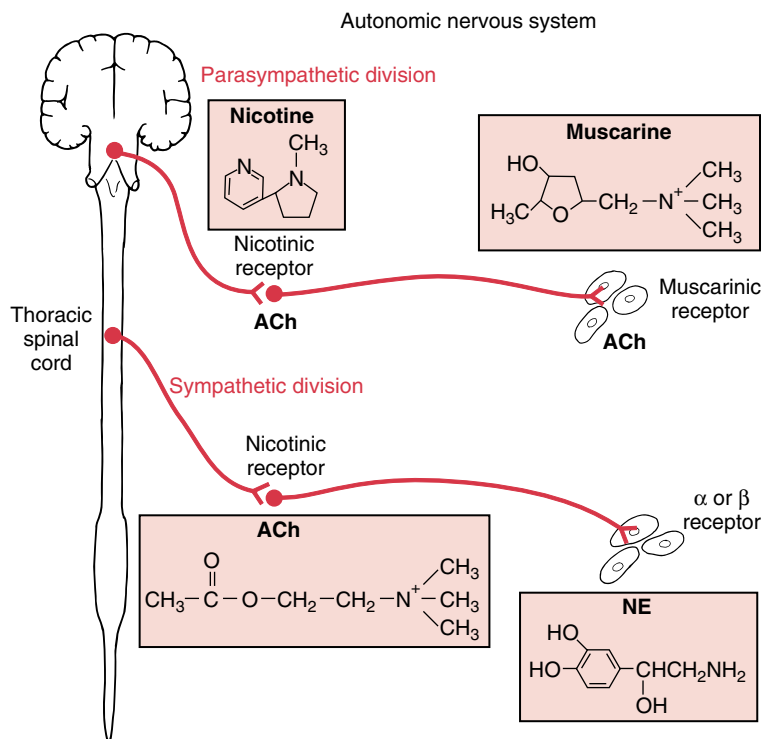 Autonomic nervous system
Parasympathetic division
Nicotine
CH₃
N
N
Muscarine
HO
H₃C
O
CH₂—N⁺
CH₃
CH₃
CH₃
Nicotinic
receptor
ACh
Muscarinic
receptor
ACh
Thoracic
spinal
cord
Sympathetic division
Nicotinic
receptor
ACh
α or β
receptor
O
CH₃—C—O—CH₂—CH₂—N⁺—CH₃
CH₃
CH₃
NE
HO
HO
CHCH₂NH₂
OH